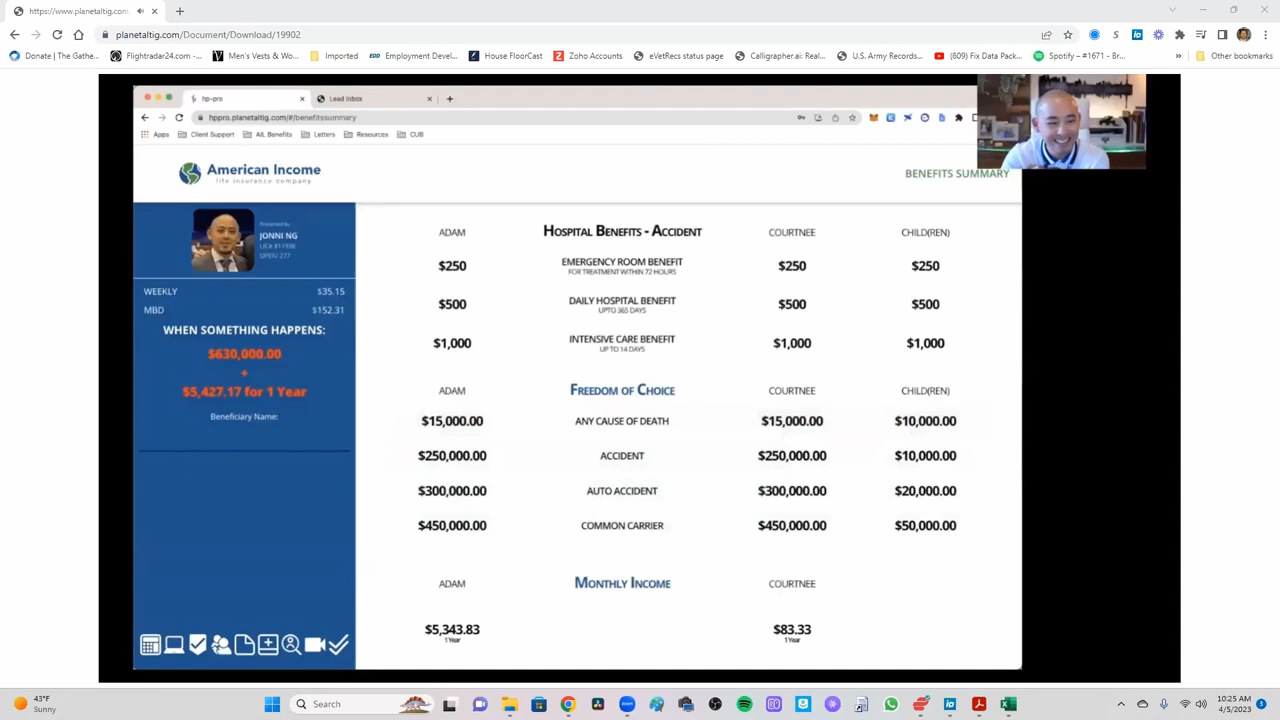 https://www.planetaltig.com
planetaltig.com/Document/Download/19902
Donate | The Gathe... Flightradar24.com -... Men's Vests & Wo... Imported EDD Employment Devel... House FloorCast Zoho Accounts eVetRecs status page Calligrapher.ai: Real... U.S. Army Records... (609) Fix Data Pack... Spotify – #1671 - Br... » Other bookmarks
hp-pro Lead inbox
hppro.planetaltig.com/#/benefitssummary
Apps Client Support AIL Benefits Letters Resources CUB
American Income
life insurance company
BENEFITS SUMMARY
Presented by
JONNI NG
LIC# #11936
OPEIU 277
WEEKLY $35.15
MBD $152.31
WHEN SOMETHING HAPPENS:
$630,000.00
+
$5,427.17 for 1 Year
Beneficiary Name:
ADAM HOSPITAL BENEFITS - ACCIDENT COURTNEE CHILD(REN)
$250 EMERGENCY ROOM BENEFIT $250 $250
FOR TREATMENT WITHIN 72 HOURS
$500 DAILY HOSPITAL BENEFIT $500 $500
UPTO 365 DAYS
$1,000 INTENSIVE CARE BENEFIT $1,000 $1,000
UP TO 14 DAYS
ADAM FREEDOM OF CHOICE COURTNEE CHILD(REN)
$15,000.00 ANY CAUSE OF DEATH $15,000.00 $10,000.00
$250,000.00 ACCIDENT $250,000.00 $10,000.00
$300,000.00 AUTO ACCIDENT $300,000.00 $20,000.00
$450,000.00 COMMON CARRIER $450,000.00 $50,000.00
ADAM MONTHLY INCOME COURTNEE
$5,343.83 $83.33
1 Year 1 Year
43°F
Sunny
Search
10:25 AM
4/5/2023
3